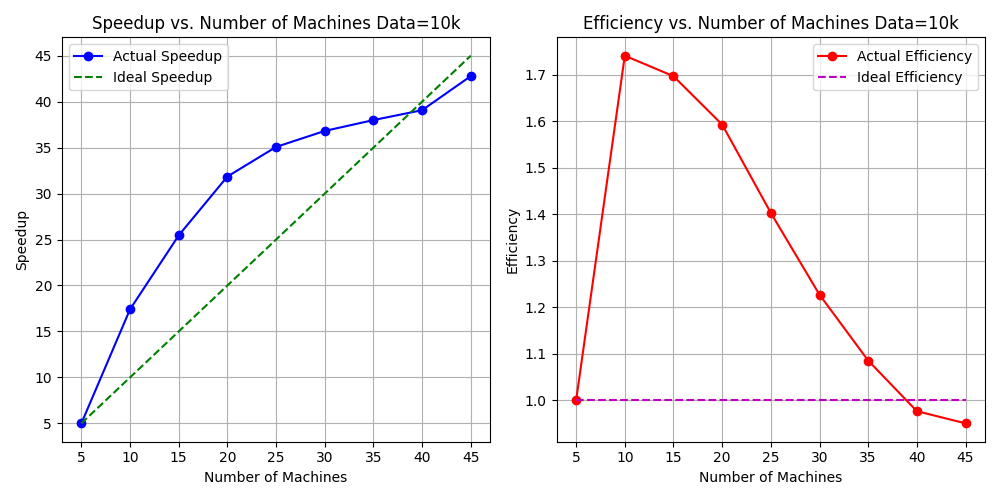 Speedup vs. Number of Machines Data=10k
Actual Speedup
Ideal Speedup
45
40
35
30
25
20
15
10
5
Speedup
5 10 15 20 25 30 35 40 45
Number of Machines
Efficiency vs. Number of Machines Data=10k
Actual Efficiency
Ideal Efficiency
1.7
1.6
1.5
1.4
1.3
1.2
1.1
1.0
Efficiency
5 10 15 20 25 30 35 40 45
Number of Machines